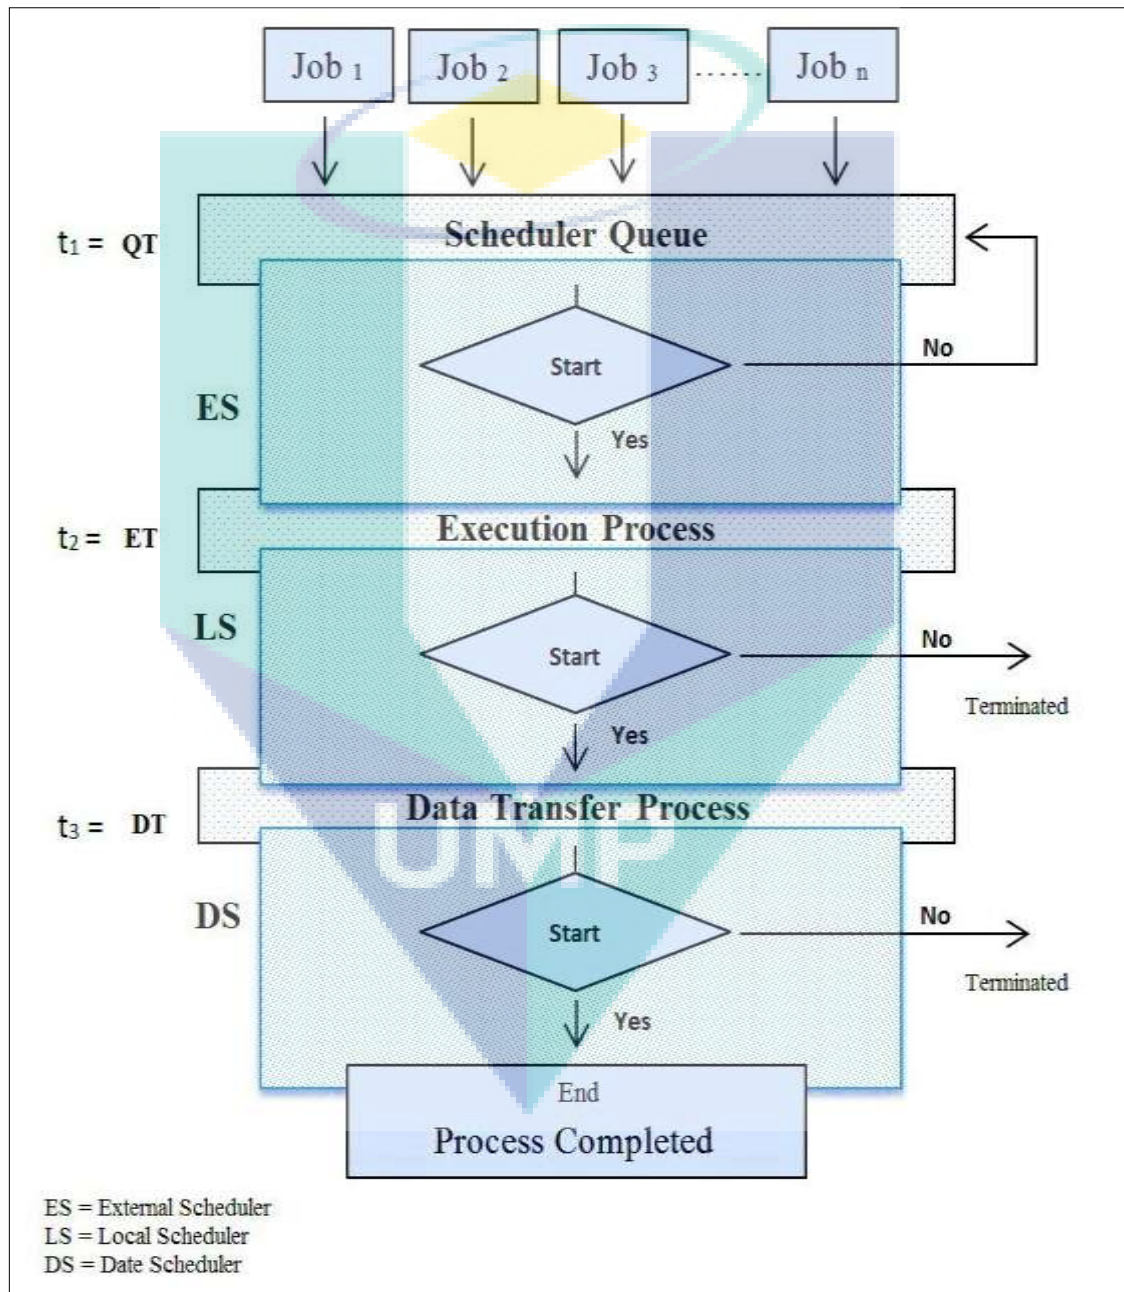 Job 1 Job 2 Job 3 ........ Job n
t1 = QT Scheduler Queue
Start No
ES
Yes
t2 = ET Execution Process
LS
Start No
Terminated
Yes
t3 = DT Data Transfer Process
UMP
DS
Start No
Terminated
Yes
End
Process Completed
ES = External Scheduler
LS = Local Scheduler
DS = Date Scheduler